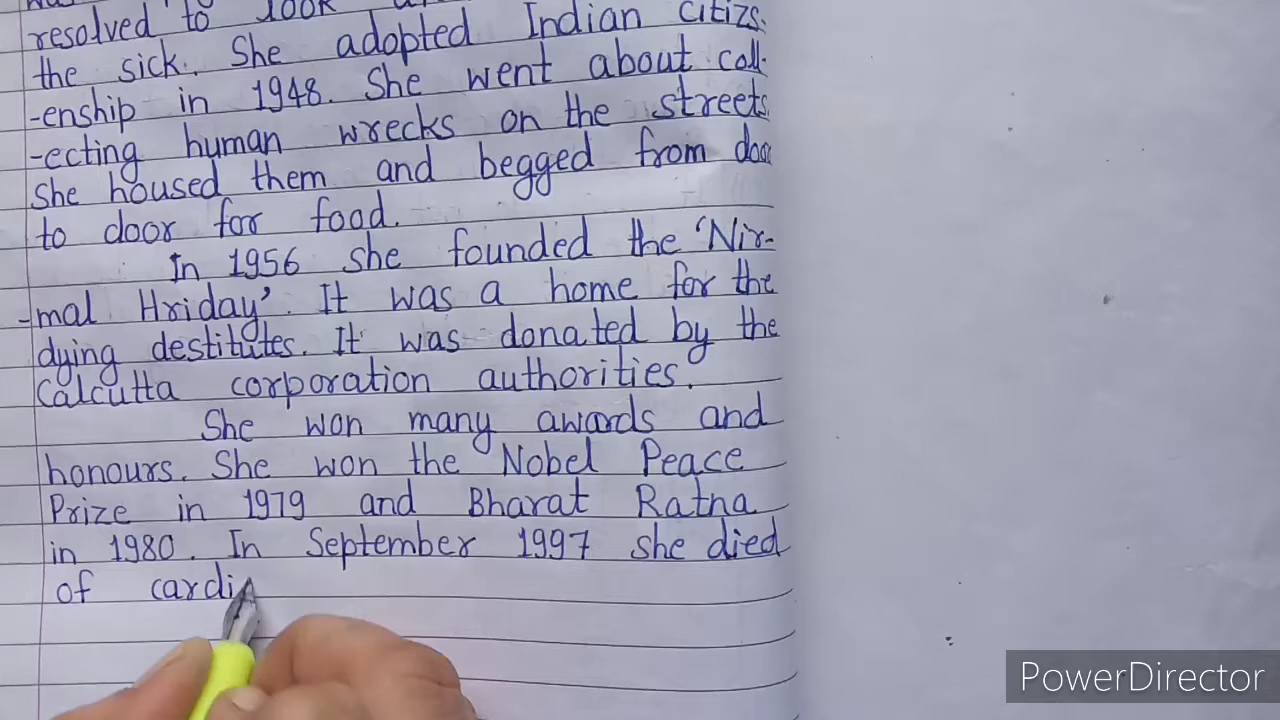 resolved to look
the sick. She adopted Indian citiz.
-enship in 1948. She went about coll-
-ecting human wrecks on the streets
She housed them and begged from doo
to door for food.
In 1956 she founded the 'Nir-
-mal Hriday'. It was a home for the
dying destitutes. It was donated by the
Calcutta corporation authorities.
She won many awards and
honours. She won the Nobel Peace
Prize in 1979 and Bharat Ratna
in 1980. In September 1997 she died
of cardi
PowerDirector